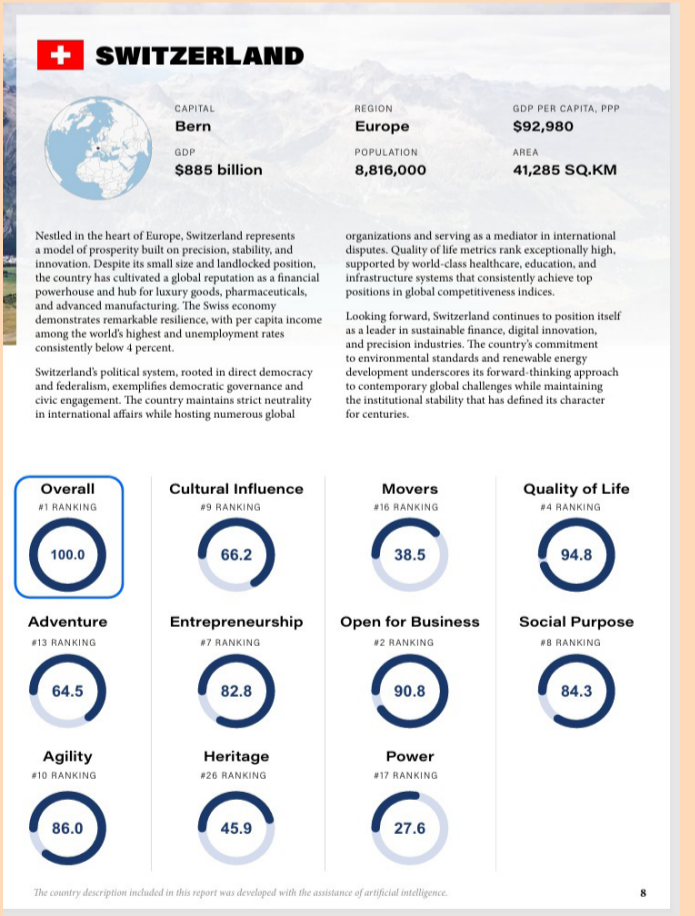 SWITZERLAND
CAPITAL
Bern
REGION
Europe
GDP PER CAPITA, PPP
$92,980
GDP
$885 billion
POPULATION
8,816,000
AREA
41,285 SQ.KM
Nestled in the heart of Europe, Switzerland represents
a model of prosperity built on precision, stability, and
innovation. Despite its small size and landlocked position,
the country has cultivated a global reputation as a financial
powerhouse and hub for luxury goods, pharmaceuticals,
and advanced manufacturing. The Swiss economy
demonstrates remarkable resilience, with per capita income
among the world's highest and unemployment rates
consistently below 4 percent.
Switzerland's political system, rooted in direct democracy
and federalism, exemplifies democratic governance and
civic engagement. The country maintains strict neutrality
in international affairs while hosting numerous global
organizations and serving as a mediator in international
disputes. Quality of life metrics rank exceptionally high,
supported by world-class healthcare, education, and
infrastructure systems that consistently achieve top
positions in global competitiveness indices.
Looking forward, Switzerland continues to position itself
as a leader in sustainable finance, digital innovation,
and precision industries. The country's commitment
to environmental standards and renewable energy
development underscores its forward-thinking approach
to contemporary global challenges while maintaining
the institutional stability that has defined its character
for centuries.
Overall
#1 RANKING
100.0
Cultural Influence
#9 RANKING
66.2
Movers
#16 RANKING
38.5
Quality of Life
#4 RANKING
94.8
Adventure
#13 RANKING
64.5
Entrepreneurship
#7 RANKING
82.8
Open for Business
#2 RANKING
90.8
Social Purpose
#8 RANKING
84.3
Agility
#10 RANKING
86.0
Heritage
#26 RANKING
45.9
Power
#17 RANKING
27.6
The country description included in this report was developed with the assistance of artificial intelligence.
8